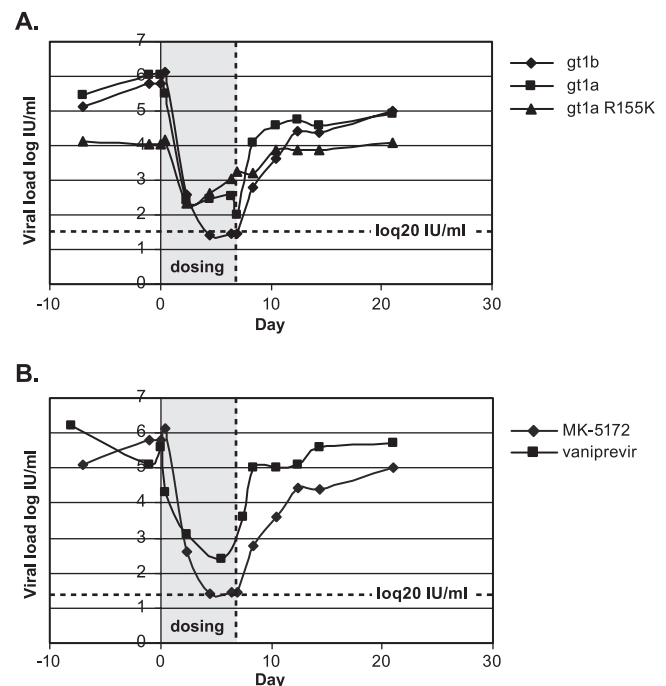 A.
7
6
5
4
3
2
1
0
Viral load log IU/ml
loq20 IU/ml
dosing
-10
0
10
20
30
Day
gt1b
gt1a
gt1a R155K
B.
7
6
5
4
3
2
1
0
Viral load log IU/ml
loq20 IU/ml
dosing
-10
0
10
20
30
Day
MK-5172
vaniprevir